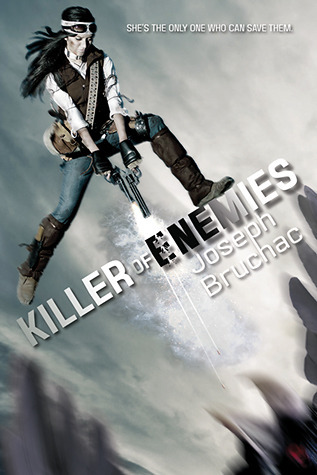 SHE'S THE ONLY ONE WHO CAN SAVE THEM.
KILLER OF ENEMIES
Joseph
Bruchac